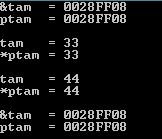 &tam  = 0028FF08
ptam  = 0028FF08
tam   = 33
*ptam = 33
tam   = 44
*ptam = 44
&tam  = 0028FF08
ptam  = 0028FF08